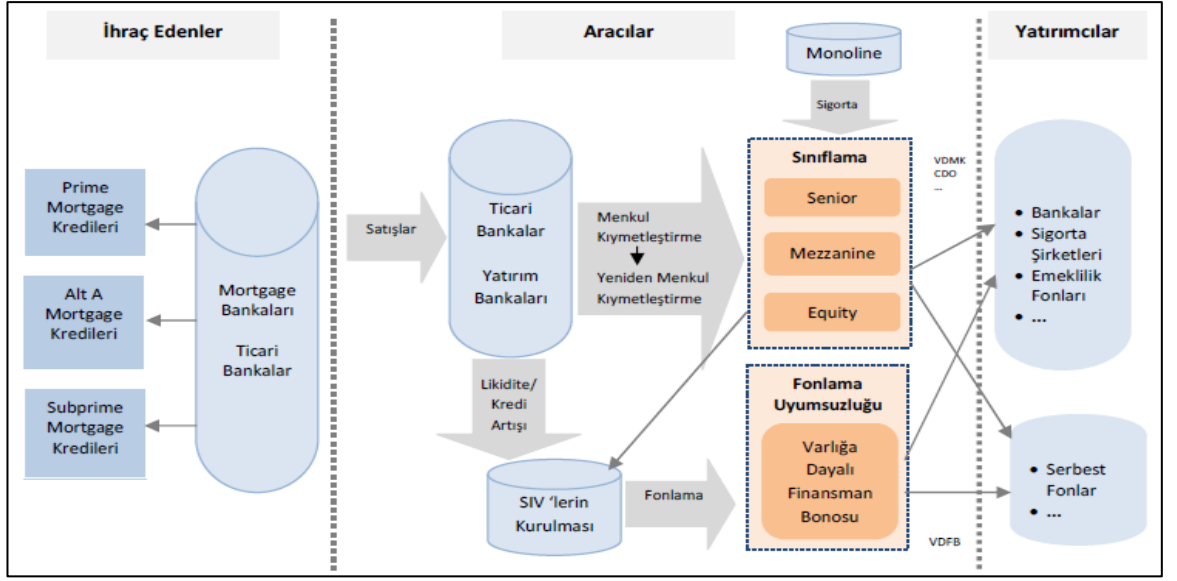 İhraç Edenler
Aracılar
Yatırımcılar
Monoline
Sigorta
Prime
Mortgage
Kredileri
Alt A
Mortgage
Kredileri
Subprime
Mortgage
Kredileri
Mortgage
Bankaları
Ticari
Bankalar
Satışlar
Ticari
Bankalar
Yatırım
Bankaları
Menkul
Kıymetleştirme
Yeniden Menkul
Kıymetleştirme
Likidite/
Kredi
Artışı
SIV 'lerin
Kurulması
Fonlama
Sınıflama
Senior
Mezzanine
Equity
Fonlama
Uyumsuzluğu
Varlığa
Dayalı
Finansman
Bonosu
VDMK
CDO
...
VDFB
• Bankalar
• Sigorta
Şirketleri
• Emeklilik
Fonları
• ...
• Serbest
Fonlar
• ...